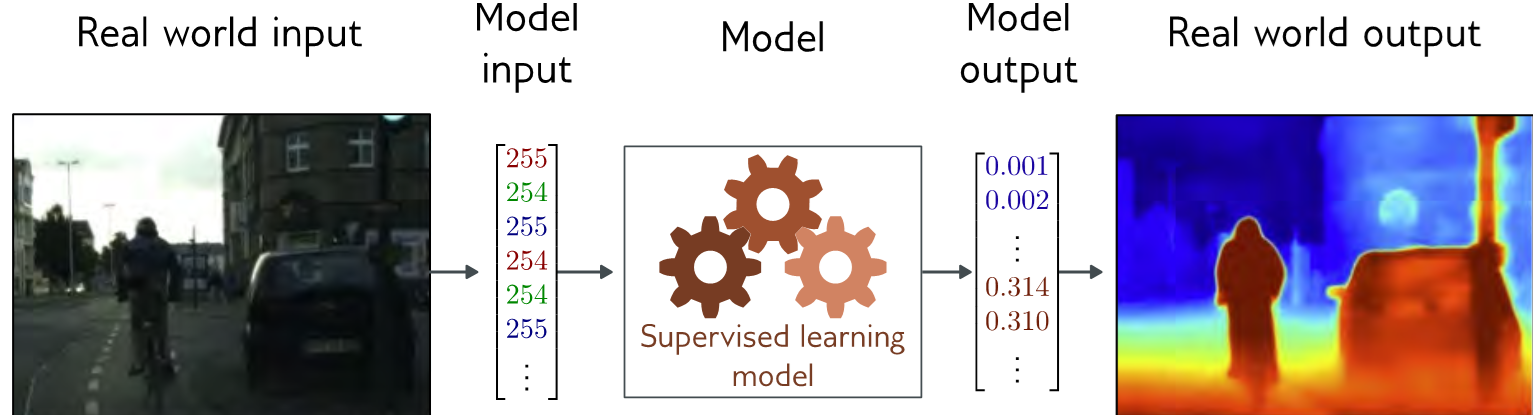 Real world input
Model
input
Model
Model
output
Real world output
255
254
255
254
254
255
⋮
Supervised learning
model
0.001
0.002
⋮
0.314
0.310
⋮